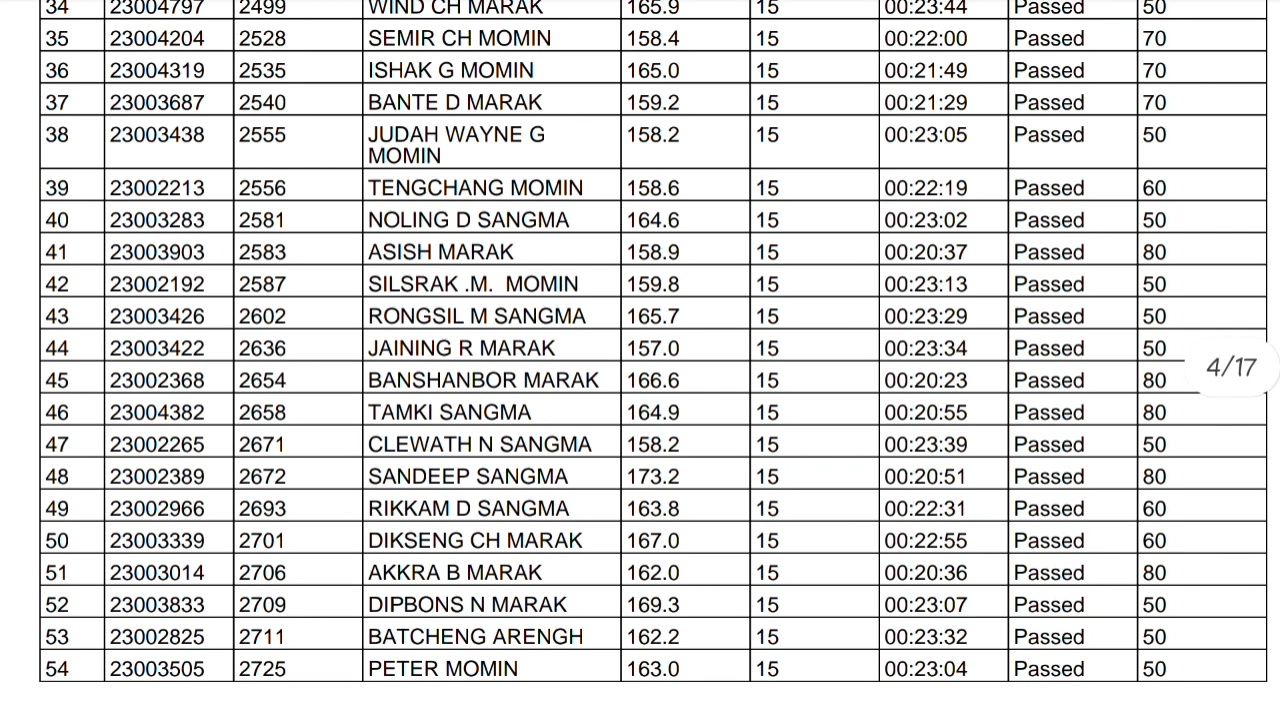 34 23004797 2499 WIND CH MARAK 165.9 15 00:23:44 Passed 50
35 23004204 2528 SEMIR CH MOMIN 158.4 15 00:22:00 Passed 70
36 23004319 2535 ISHAK G MOMIN 165.0 15 00:21:49 Passed 70
37 23003687 2540 BANTE D MARAK 159.2 15 00:21:29 Passed 70
38 23003438 2555 JUDAH WAYNE G 158.2 15 00:23:05 Passed 50
MOMIN
39 23002213 2556 TENGCHANG MOMIN 158.6 15 00:22:19 Passed 60
40 23003283 2581 NOLING D SANGMA 164.6 15 00:23:02 Passed 50
41 23003903 2583 ASISH MARAK 158.9 15 00:20:37 Passed 80
42 23002192 2587 SILSRAK .M. MOMIN 159.8 15 00:23:13 Passed 50
43 23003426 2602 RONGSIL M SANGMA 165.7 15 00:23:29 Passed 50
44 23003422 2636 JAINING R MARAK 157.0 15 00:23:34 Passed 50
4/17
45 23002368 2654 BANSHANBOR MARAK 166.6 15 00:20:23 Passed 80
46 23004382 2658 TAMKI SANGMA 164.9 15 00:20:55 Passed 80
47 23002265 2671 CLEWATH N SANGMA 158.2 15 00:23:39 Passed 50
48 23002389 2672 SANDEEP SANGMA 173.2 15 00:20:51 Passed 80
49 23002966 2693 RIKKAM D SANGMA 163.8 15 00:22:31 Passed 60
50 23003339 2701 DIKSENG CH MARAK 167.0 15 00:22:55 Passed 60
51 23003014 2706 AKKRA B MARAK 162.0 15 00:20:36 Passed 80
52 23003833 2709 DIPBONS N MARAK 169.3 15 00:23:07 Passed 50
53 23002825 2711 BATCHENG ARENGH 162.2 15 00:23:32 Passed 50
54 23003505 2725 PETER MOMIN 163.0 15 00:23:04 Passed 50